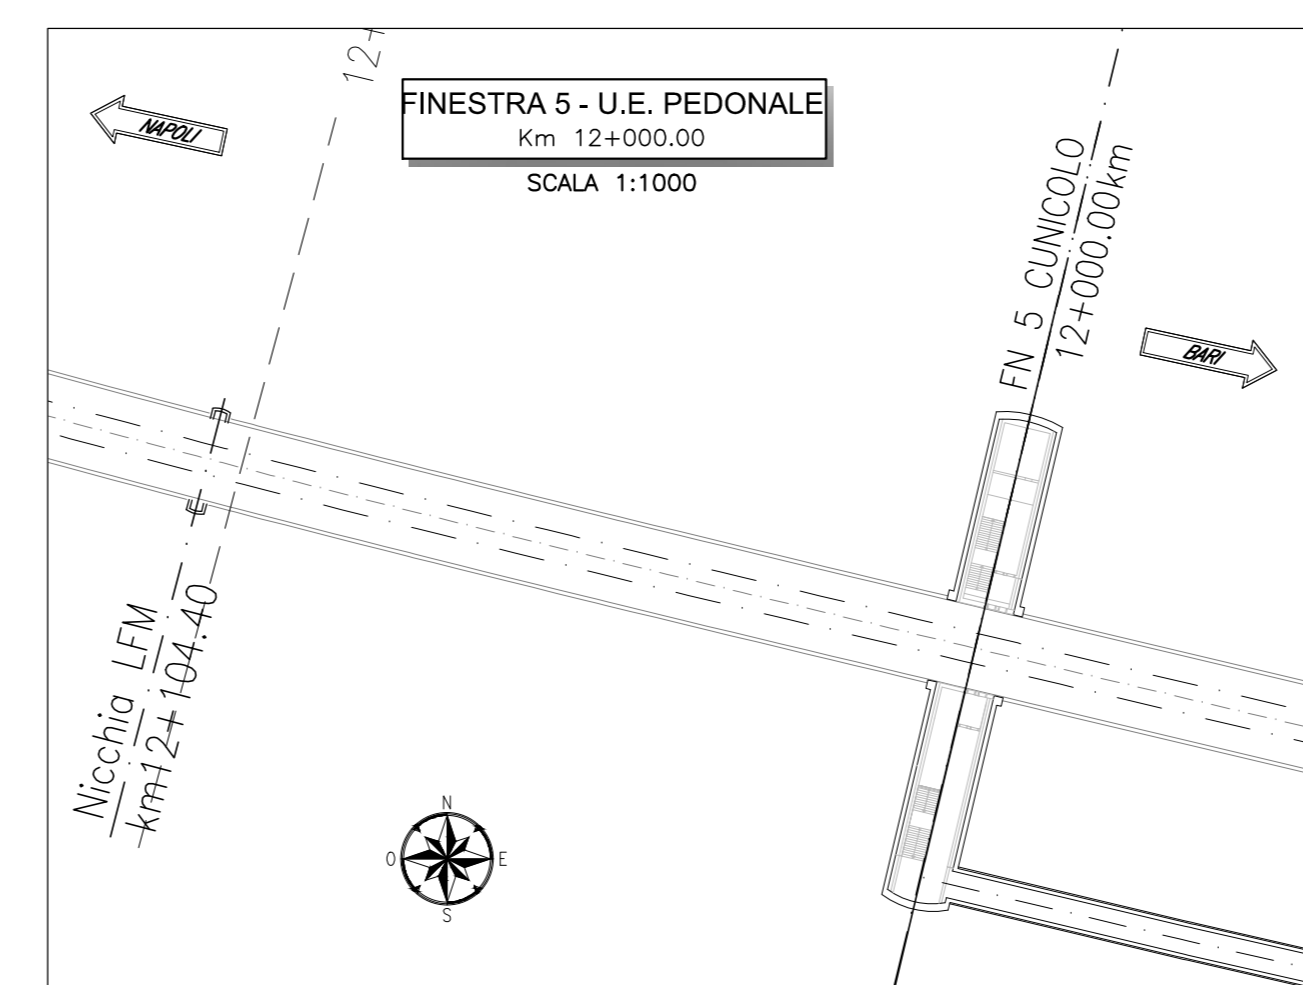 12+
FINESTRA 5 - U.E. PEDONALE
Km 12+000.00
SCALA 1:1000
NAPOLI
FN 5 CUNICOLO
12+000.00km
BARI
Nicchia LFM
km12+104.40
N
O
E
S